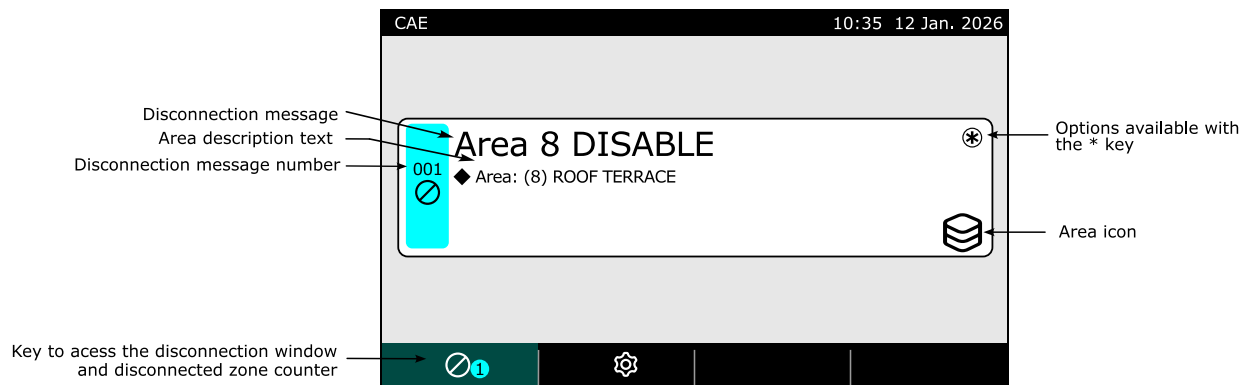 CAE
10:35 12 Jan. 2026
Disconnection message
Area description text
Disconnection message number
001
Area 8 DISABLE
Area: (8) ROOF TERRACE
Options available with
the * key
Area icon
Key to acess the disconnection window
and disconnected zone counter
1